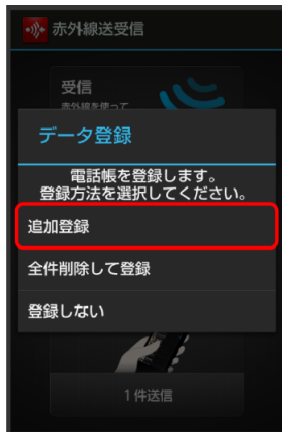 赤外線送受信
受信
赤外線を使って
データ登録
電話帳を登録します。
登録方法を選択してください。
追加登録
全件削除して登録
登録しない
1件送信